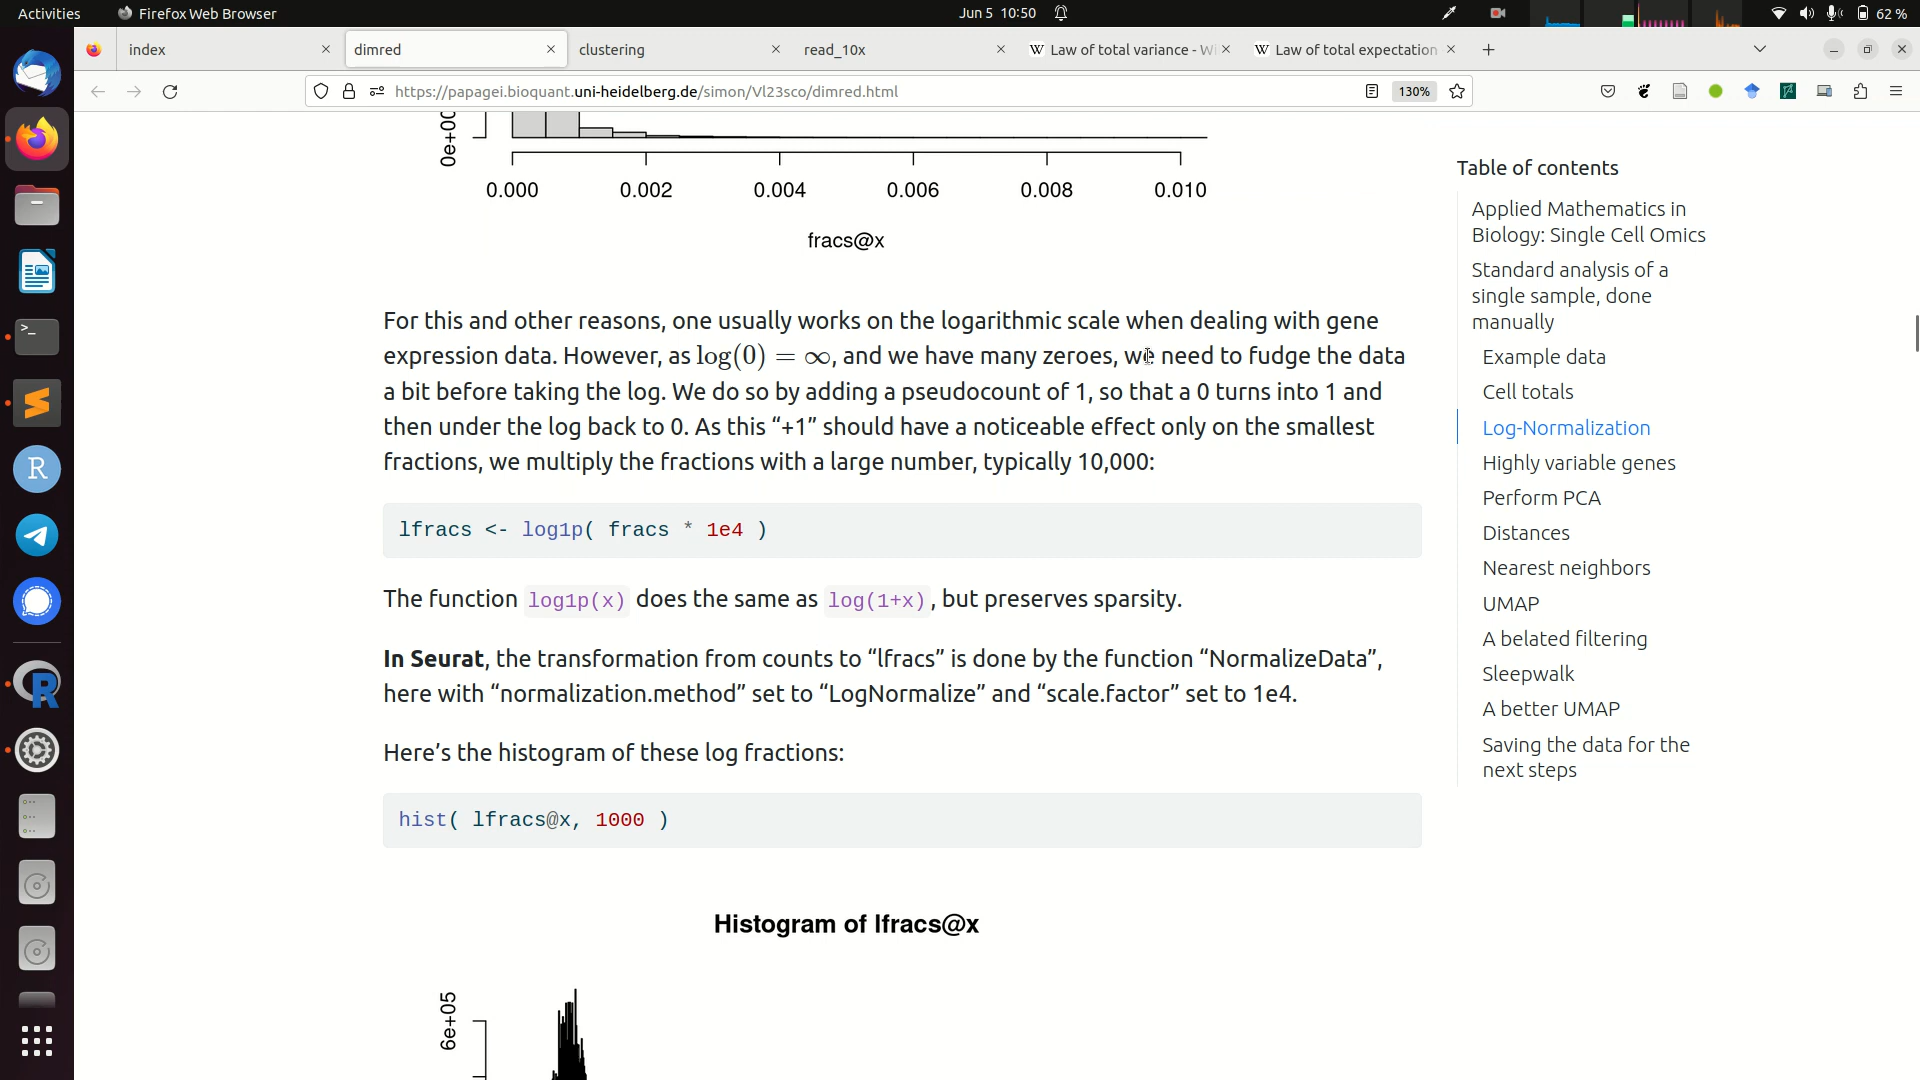 Activities
Firefox Web Browser
Jun 5 10:50
62 %
index
dimred
clustering
read_10x
Law of total variance - Wi
Law of total expectation
https://papagei.bioquant.uni-heidelberg.de/simon/Vl23sco/dimred.html
130%
0e+00
0.000 0.002 0.004 0.006 0.008 0.010
fracs@x
For this and other reasons, one usually works on the logarithmic scale when dealing with gene
expression data. However, as log(0) = ∞, and we have many zeroes, we need to fudge the data
a bit before taking the log. We do so by adding a pseudocount of 1, so that a 0 turns into 1 and
then under the log back to 0. As this “+1” should have a noticeable effect only on the smallest
fractions, we multiply the fractions with a large number, typically 10,000:
lfracs <- log1p( fracs * 1e4 )
The function log1p(x) does the same as log(1+x), but preserves sparsity.
In Seurat, the transformation from counts to “lfracs” is done by the function “NormalizeData”,
here with “normalization.method” set to “LogNormalize” and “scale.factor” set to 1e4.
Here’s the histogram of these log fractions:
hist( lfracs@x, 1000 )
Histogram of lfracs@x
6e+05
Table of contents
Applied Mathematics in
Biology: Single Cell Omics
Standard analysis of a
single sample, done
manually
Example data
Cell totals
Log-Normalization
Highly variable genes
Perform PCA
Distances
Nearest neighbors
UMAP
A belated filtering
Sleepwalk
A better UMAP
Saving the data for the
next steps